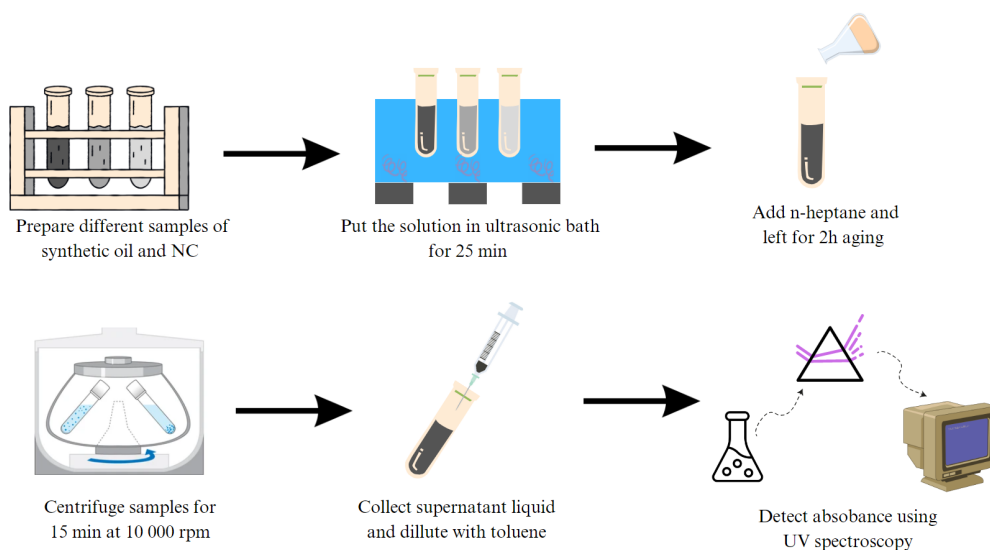 Prepare different samples of
synthetic oil and NC
Put the solution in ultrasonic bath
for 25 min
Add n-heptane and
left for 2h aging
Centrifuge samples for
15 min at 10 000 rpm
Collect supernatant liquid
and dillute with toluene
Detect absobance using
UV spectroscopy